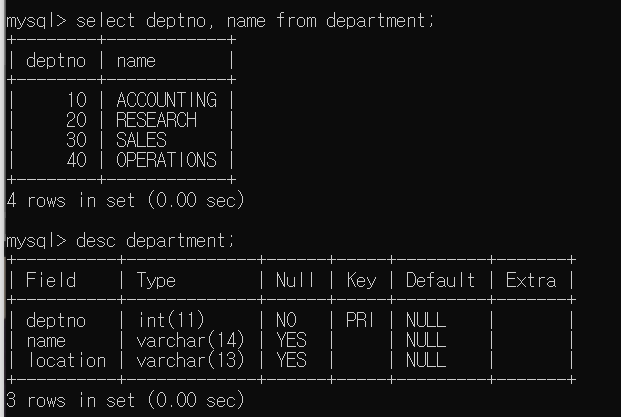 mysql> select deptno, name from department;
+--------+------------+
| deptno | name       |
+--------+------------+
|     10 | ACCOUNTING |
|     20 | RESEARCH   |
|     30 | SALES      |
|     40 | OPERATIONS |
+--------+------------+
4 rows in set (0.00 sec)
mysql> desc department;
+----------+-------------+------+-----+---------+-------+
| Field    | Type        | Null | Key | Default | Extra |
+----------+-------------+------+-----+---------+-------+
| deptno   | int(11)     | NO   | PRI | NULL    |       |
| name     | varchar(14) | YES  |     | NULL    |       |
| location | varchar(13) | YES  |     | NULL    |       |
+----------+-------------+------+-----+---------+-------+
3 rows in set (0.00 sec)